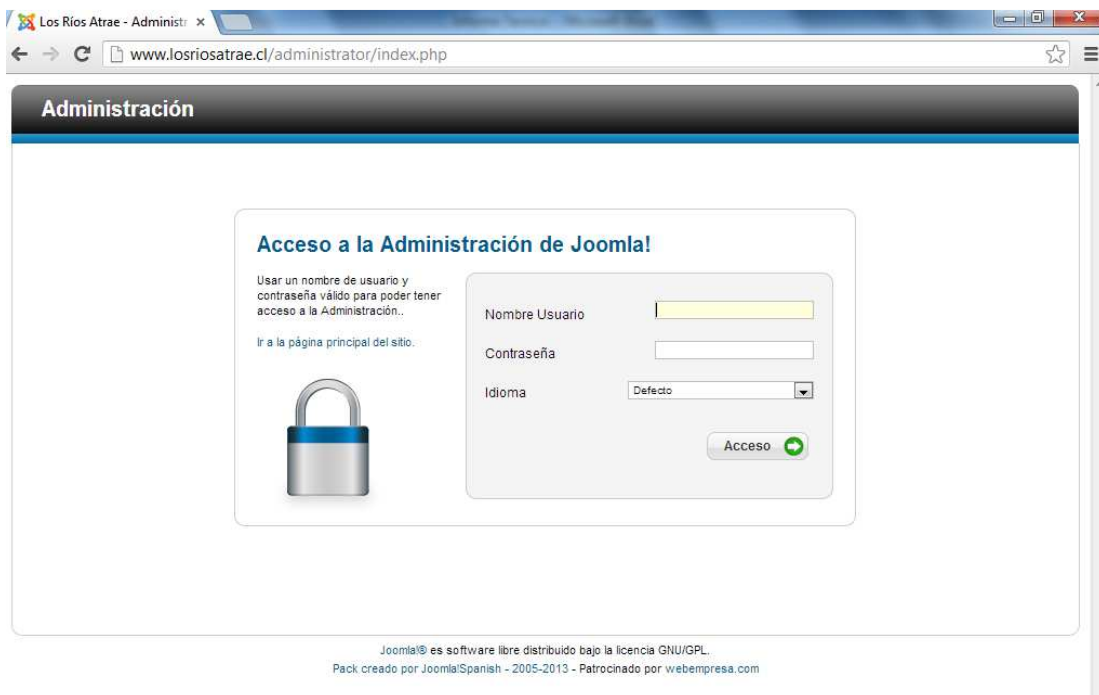 Los Ríos Atrae - Administr
www.losriosatrae.cl/administrator/index.php
Administración
Acceso a la Administración de Joomla!
Usar un nombre de usuario y
contraseña válido para poder tener
acceso a la Administración..
Ir a la página principal del sitio.
Nombre Usuario
Contraseña
Idioma
Defecto
Acceso
Joomla!® es software libre distribuido bajo la licencia GNU/GPL.
Pack creado por Joomla!Spanish - 2005-2013 - Patrocinado por webempresa.com